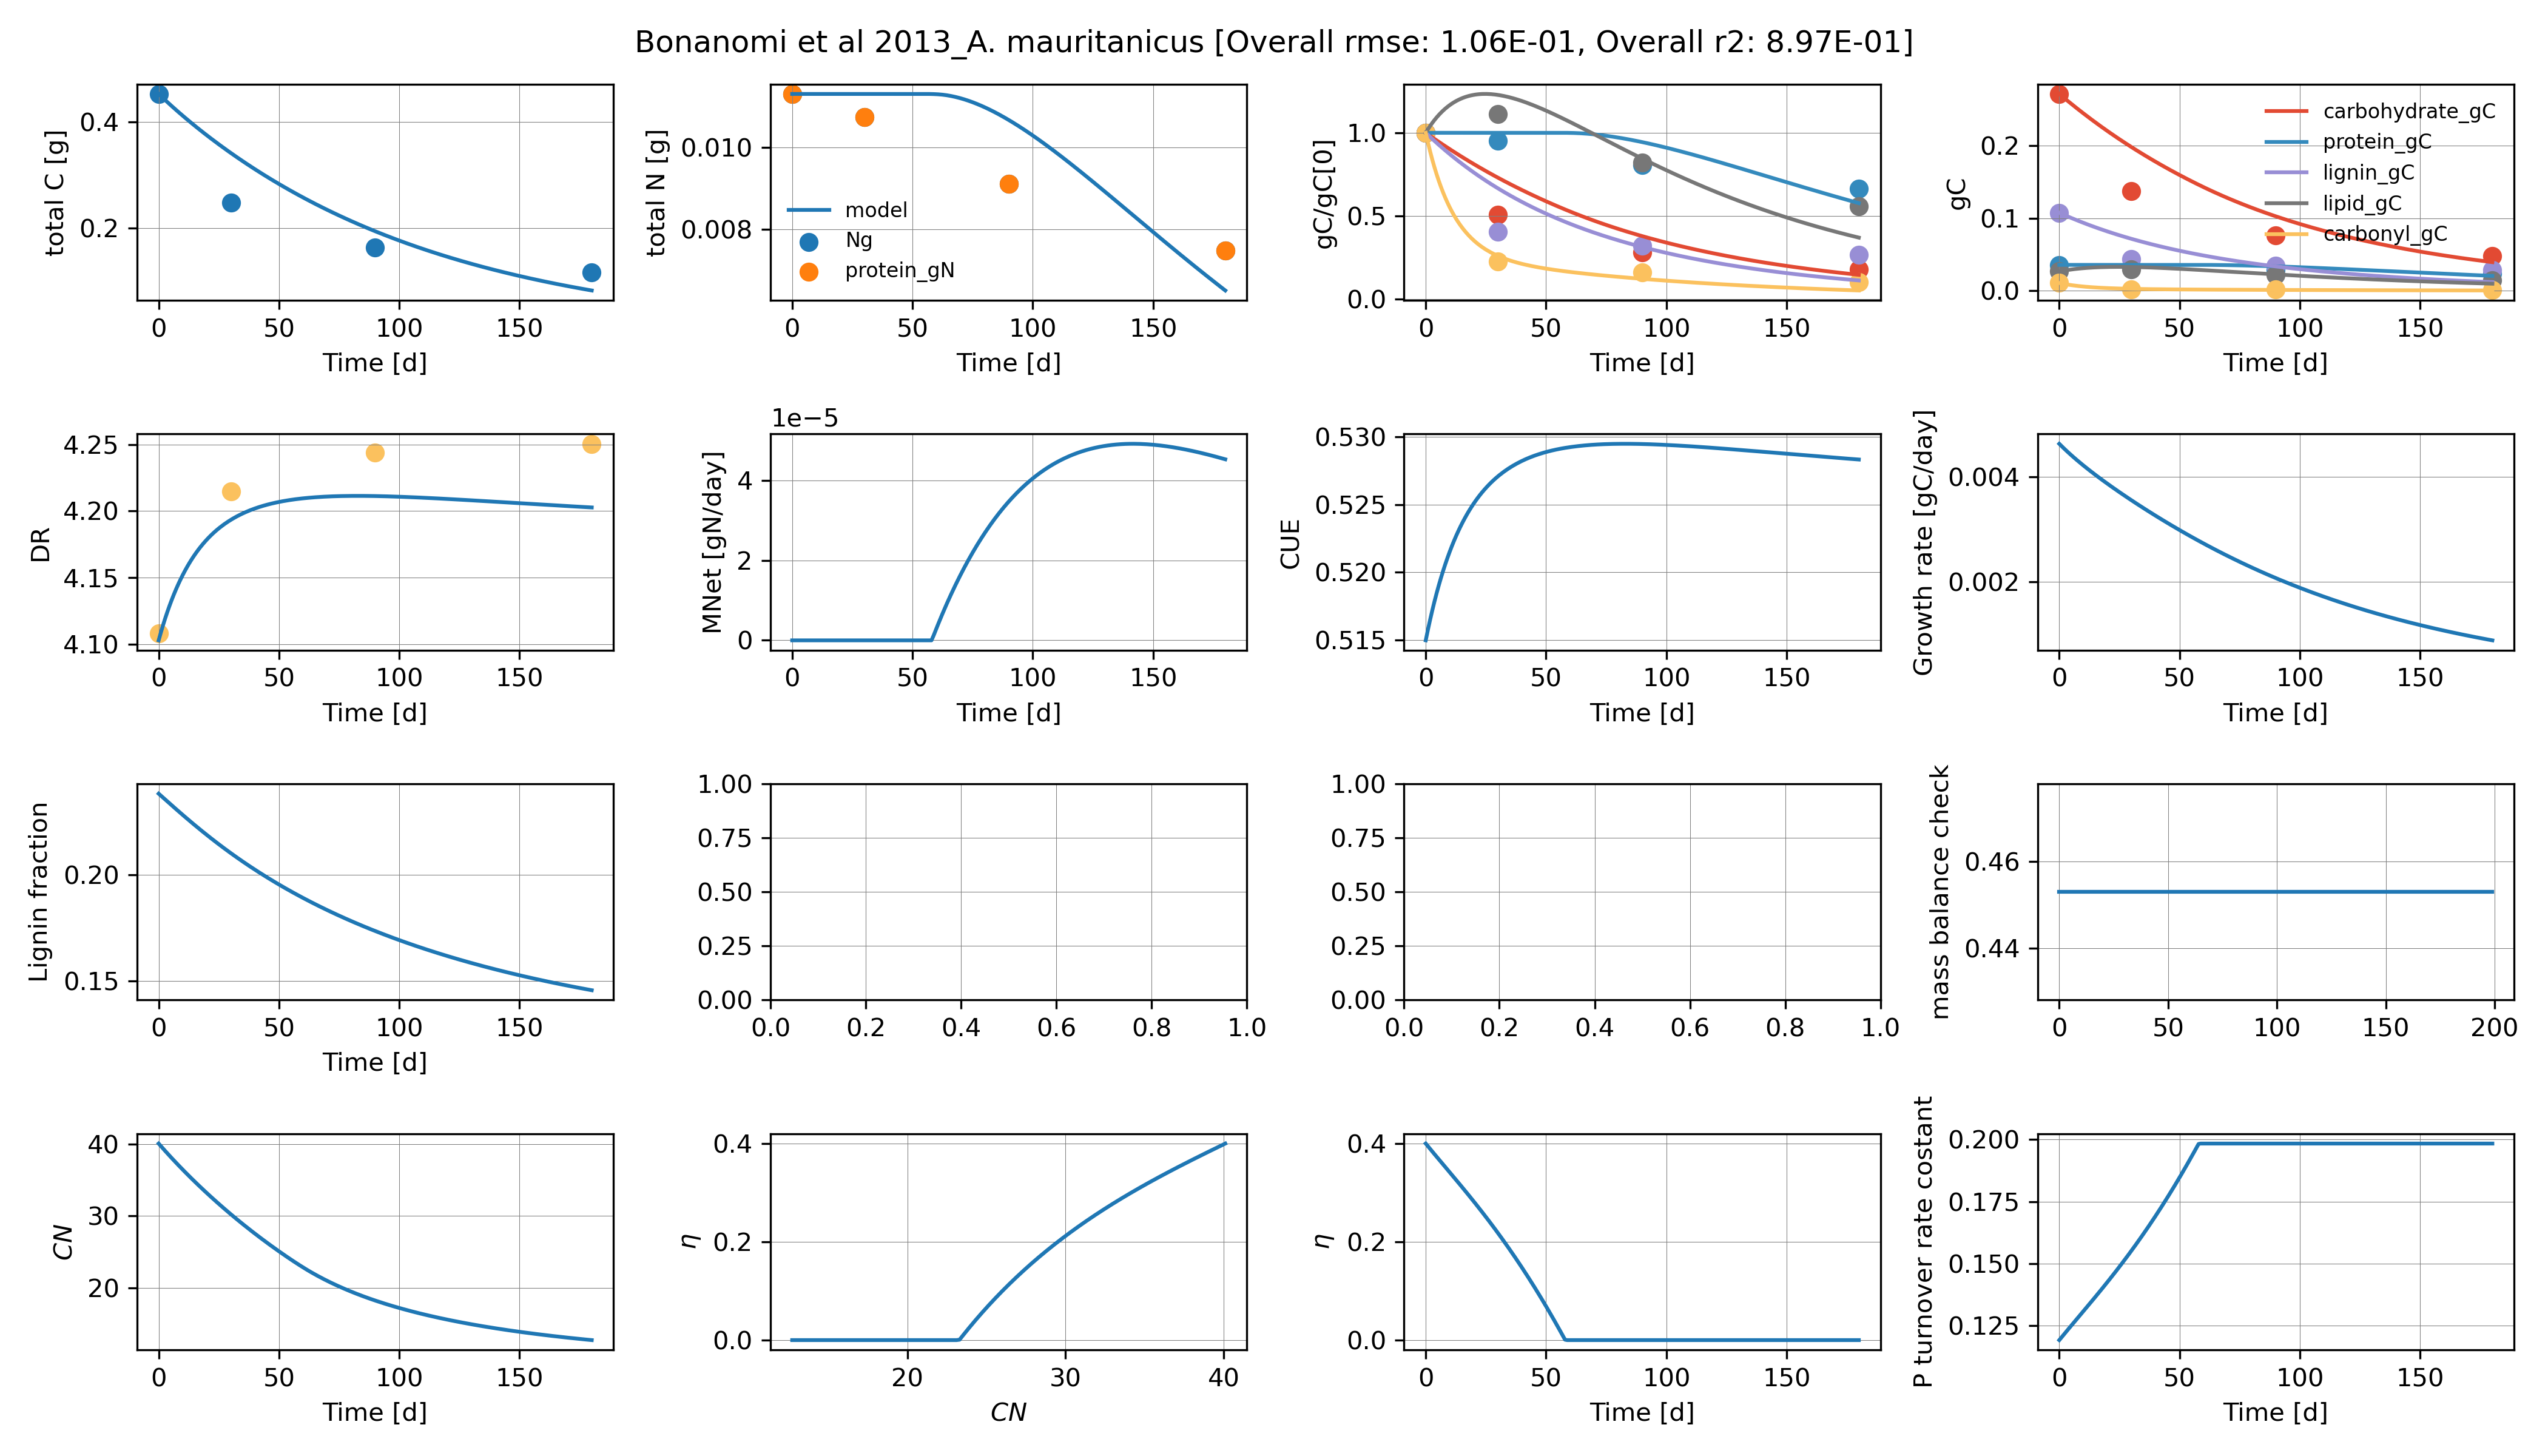 Bonanomi et al 2013_A. mauritanicus [Overall rmse: 1.06E-01, Overall r2: 8.97E-01]
total C [g]
0.4
0.2
0 50 100 150
Time [d]
total N [g]
0.010
0.008
model
Ng
protein_gN
0 50 100 150
Time [d]
gC/gC[0]
1.0
0.5
0.0
0 50 100 150
Time [d]
gC
0.2
0.1
0.0
carbohydrate_gC
protein_gC
lignin_gC
lipid_gC
carbonyl_gC
0 50 100 150
Time [d]
DR
4.25
4.20
4.15
4.10
0 50 100 150
Time [d]
1e−5
MNet [gN/day]
4
2
0
0 50 100 150
Time [d]
CUE
0.530
0.525
0.520
0.515
0 50 100 150
Time [d]
Growth rate [gC/day]
0.004
0.002
0 50 100 150
Time [d]
Lignin fraction
0.20
0.15
0 50 100 150
Time [d]
1.00
0.75
0.50
0.25
0.00
0.0 0.2 0.4 0.6 0.8 1.0
1.00
0.75
0.50
0.25
0.00
0.0 0.2 0.4 0.6 0.8 1.0
mass balance check
0.46
0.44
0 50 100 150 200
CN
40
30
20
0 50 100 150
Time [d]
η
0.4
0.2
0.0
20 30 40
CN
η
0.4
0.2
0.0
0 50 100 150
Time [d]
P turnover rate costant
0.200
0.175
0.150
0.125
0 50 100 150
Time [d]